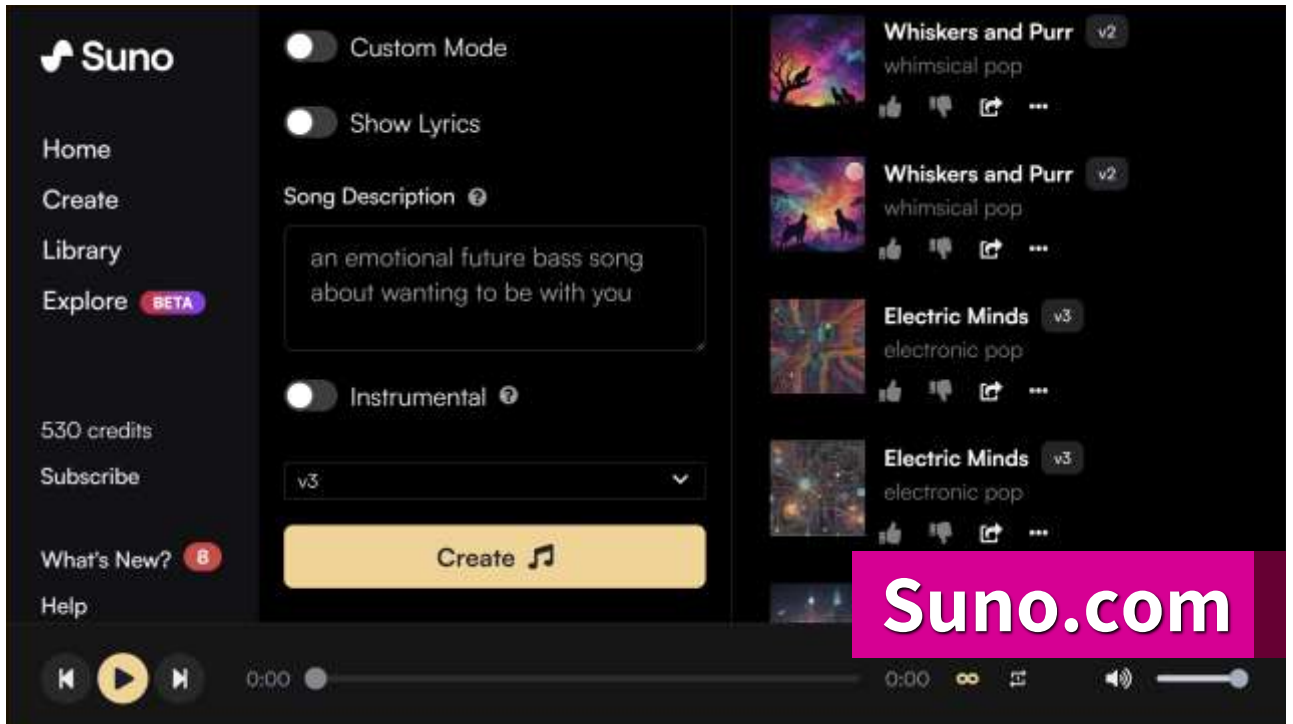 Suno
Home
Create
Library
Explore BETA
530 credits
Subscribe
What's New? 8
Help
Custom Mode
Show Lyrics
Song Description ?
an emotional future bass song
about wanting to be with you
Instrumental ?
v3
Create
Whiskers and Purr v2
whimsical pop
Whiskers and Purr v2
whimsical pop
Electric Minds v3
electronic pop
Electric Minds v3
electronic pop
Suno.com
0:00
0:00